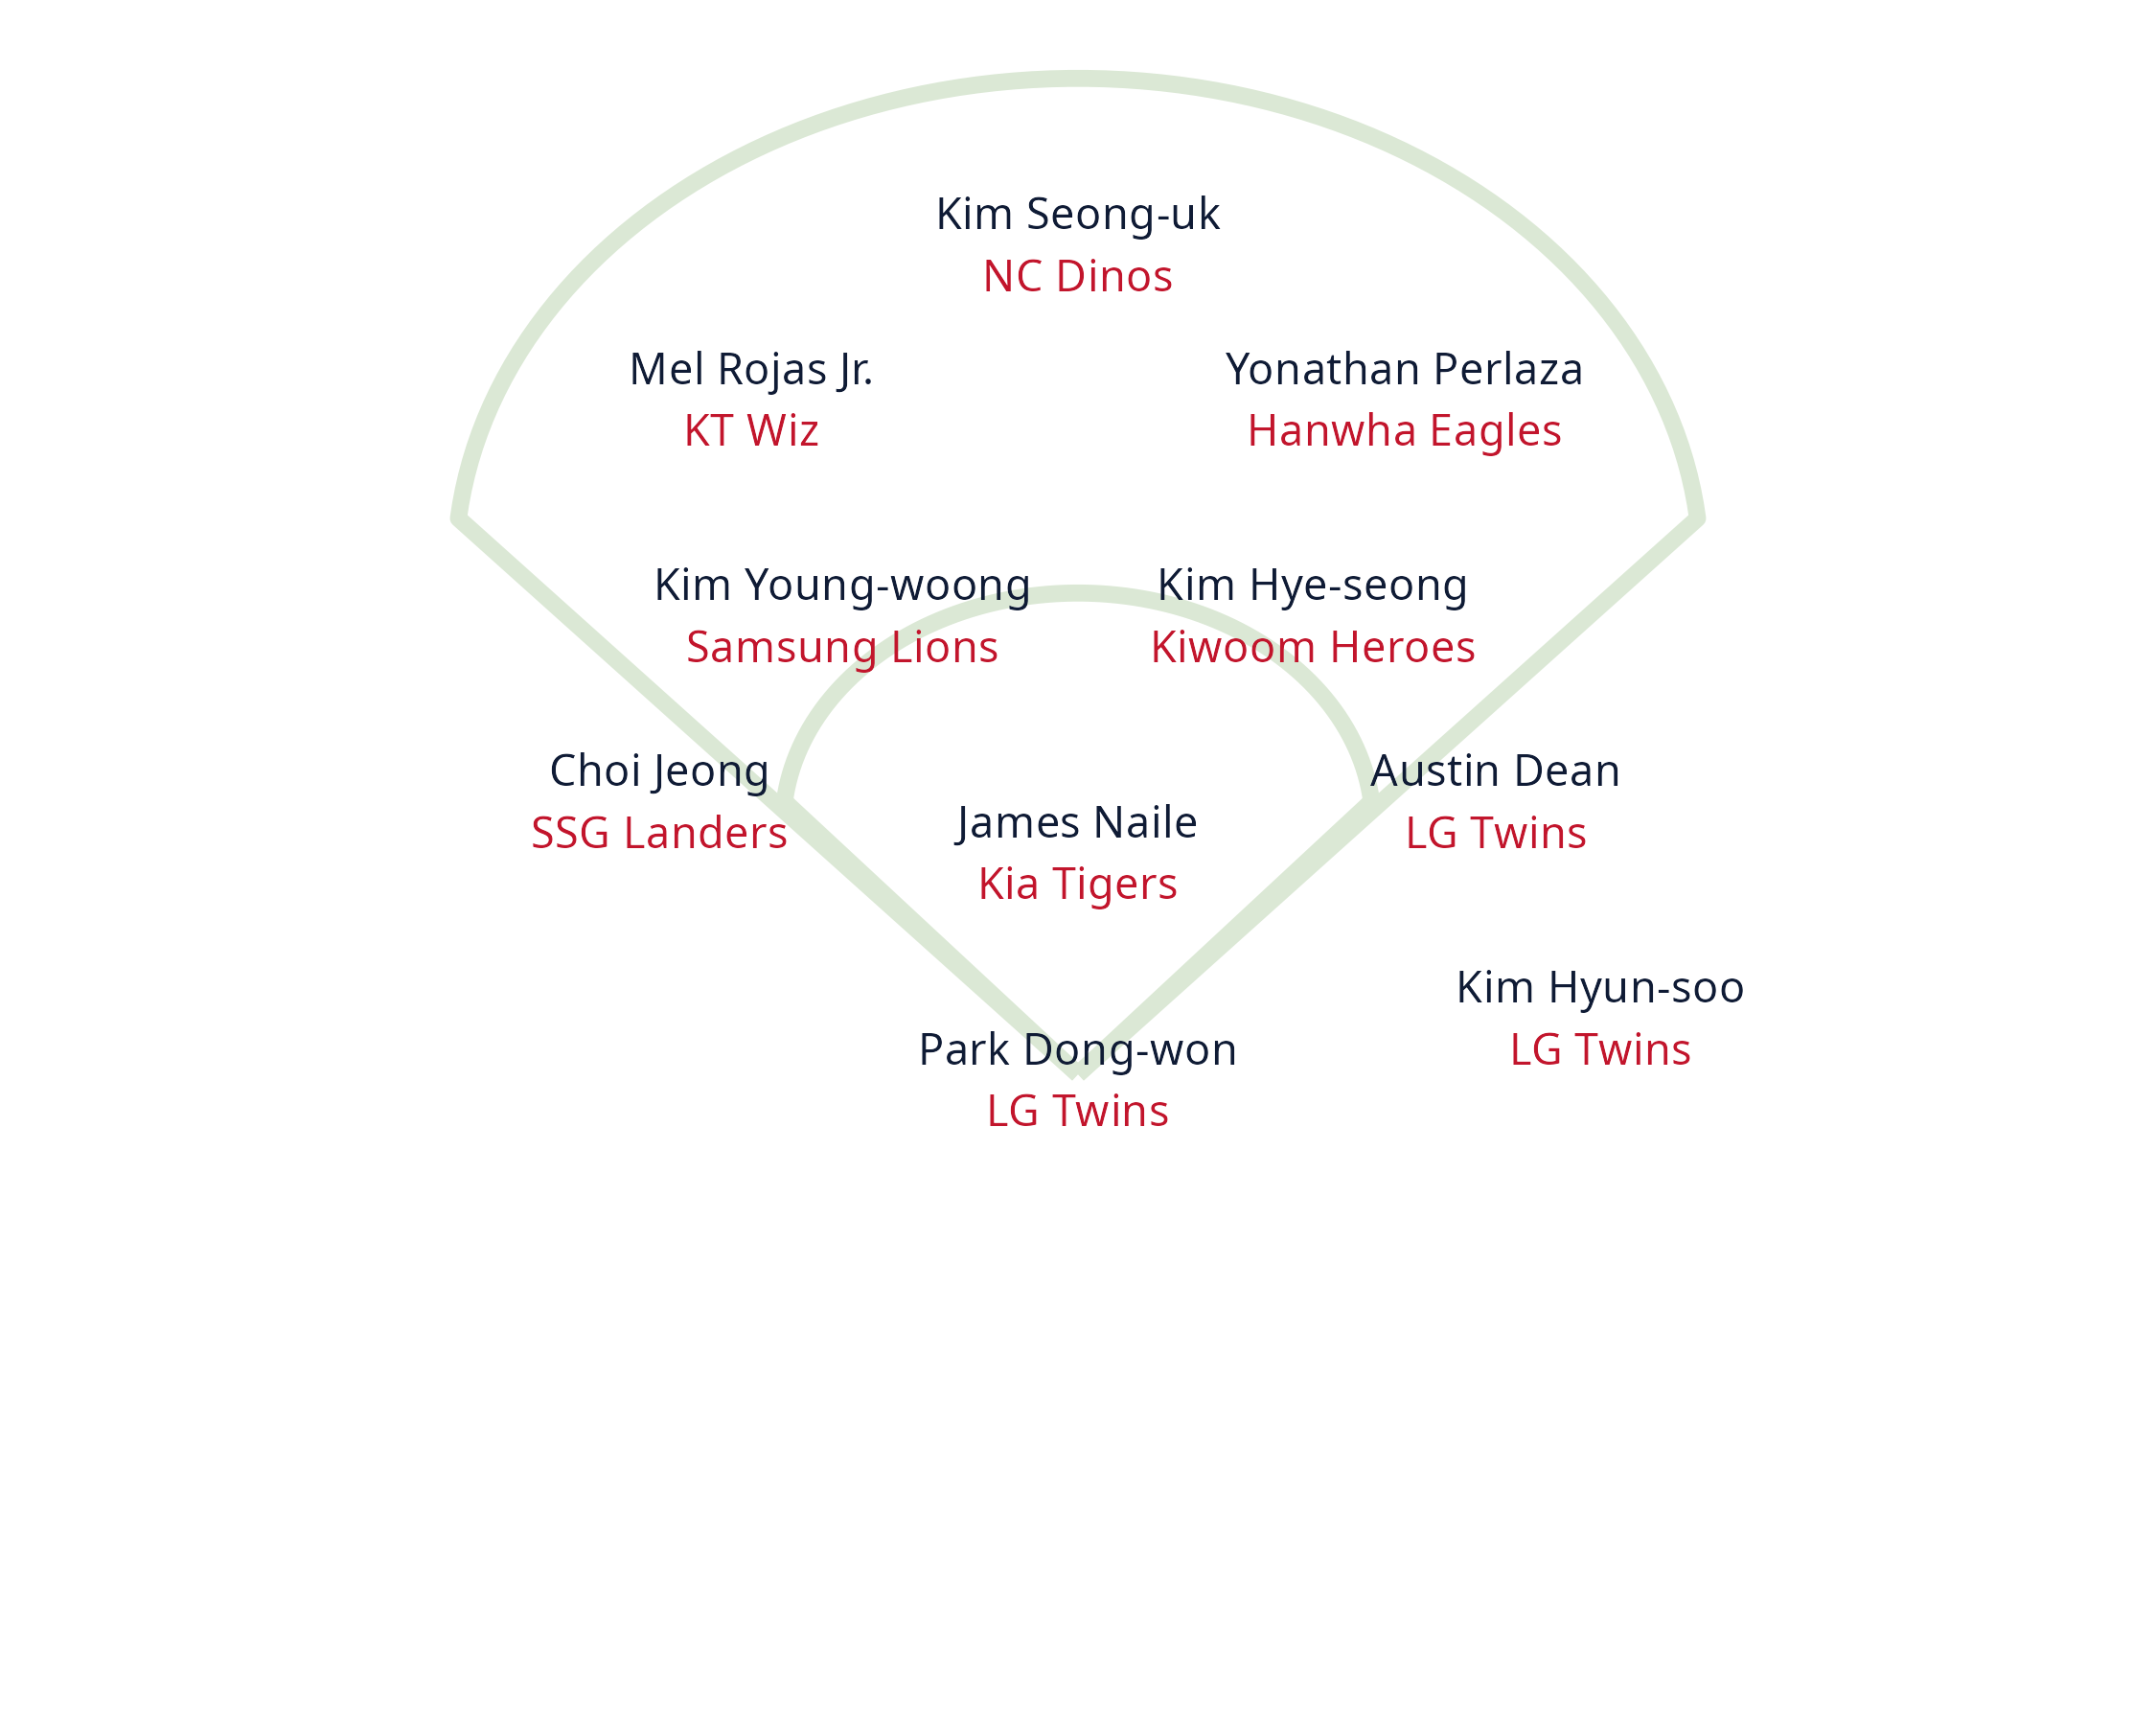 Kim Seong-uk
NC Dinos
Mel Rojas Jr.
KT Wiz
Yonathan Perlaza
Hanwha Eagles
Kim Young-woong
Samsung Lions
Kim Hye-seong
Kiwoom Heroes
Choi Jeong
SSG Landers
James Naile
Kia Tigers
Austin Dean
LG Twins
Kim Hyun-soo
LG Twins
Park Dong-won
LG Twins